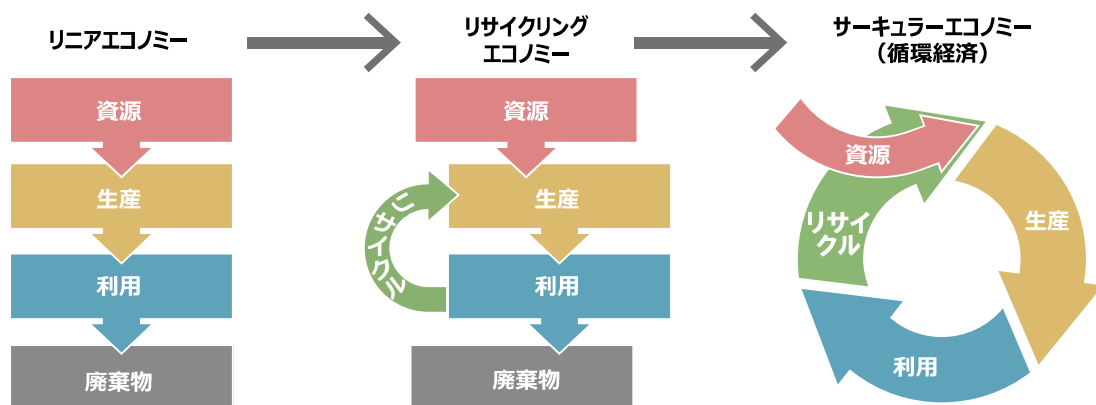 リニアエコノミー
資源
生産
利用
廃棄物
リサイクリング
エコノミー
資源
生産
リサイクル
利用
廃棄物
サーキュラーエコノミー
（循環経済）
資源
生産
リサイ
クル
利用